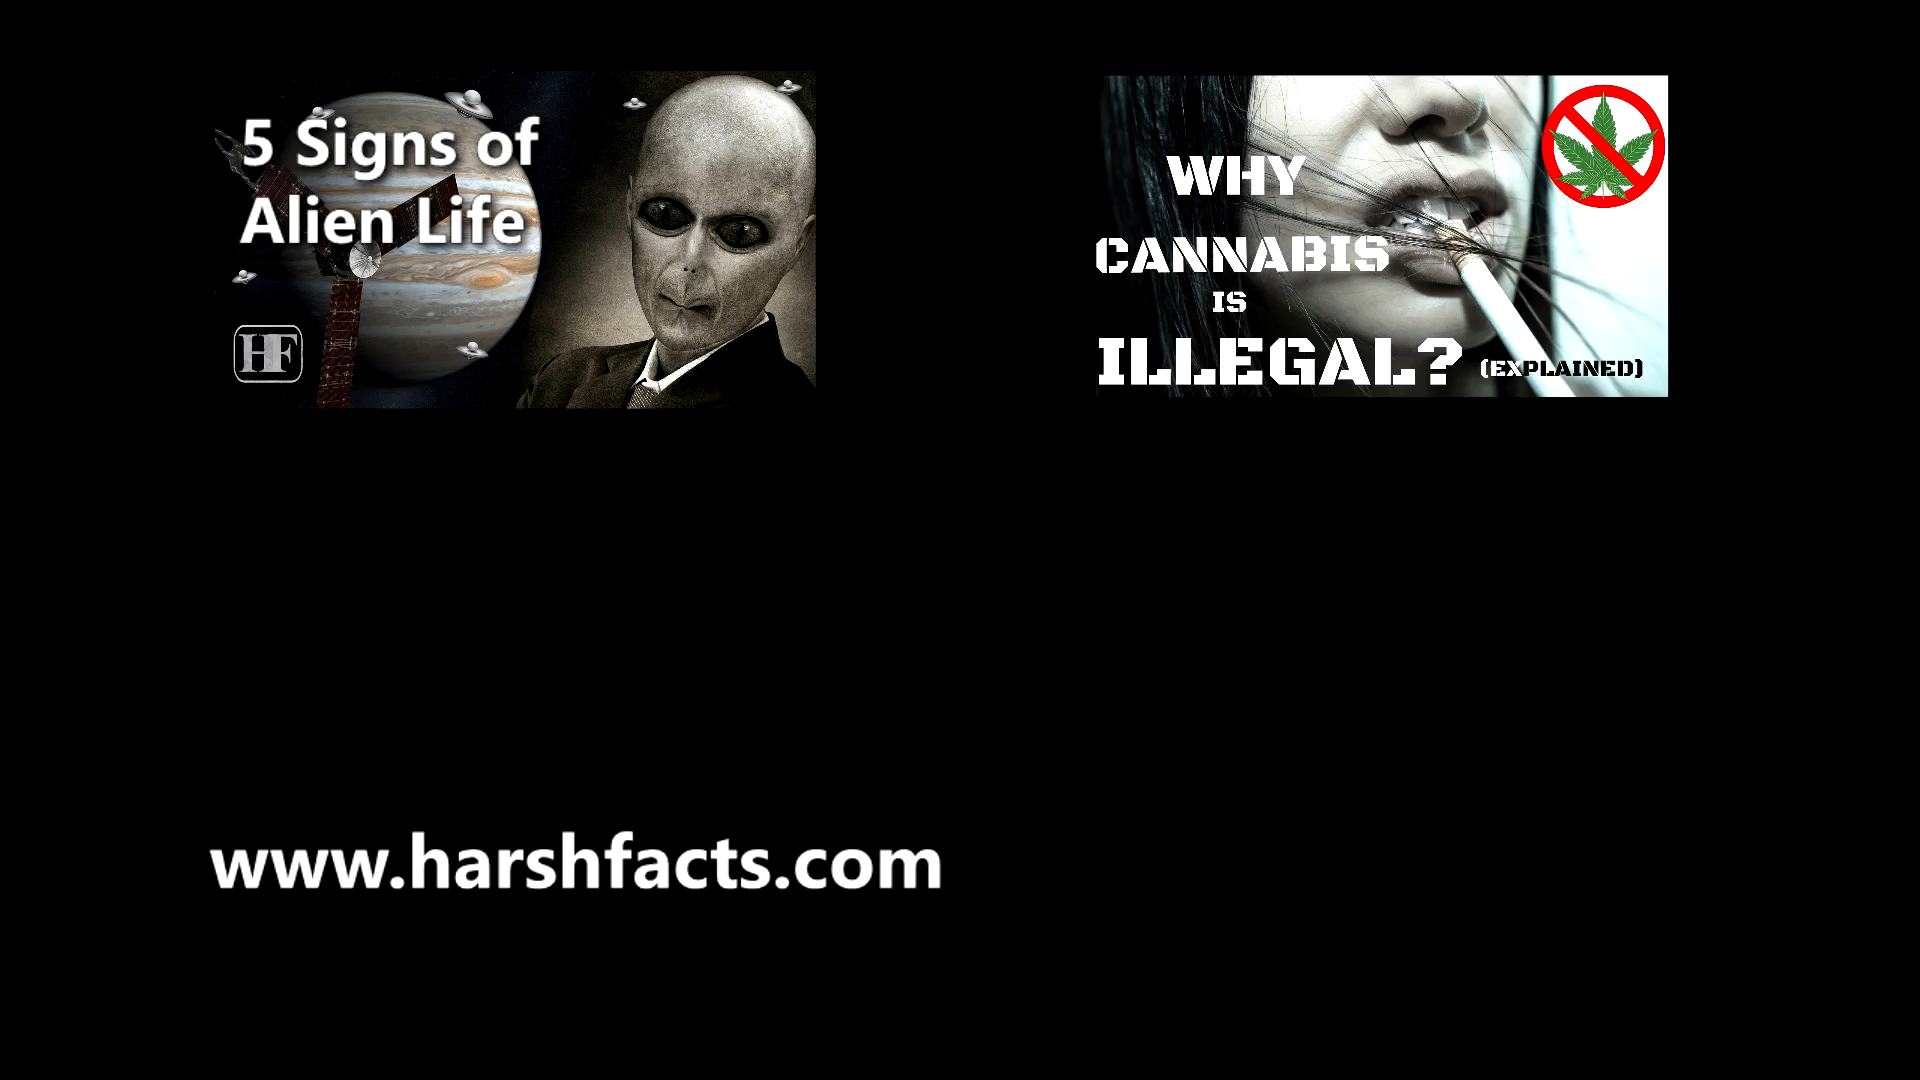 5 Signs of
Alien Life
HF
WHY
CANNABIS
IS
ILLEGAL? (EXPLAINED)
www.harshfacts.com